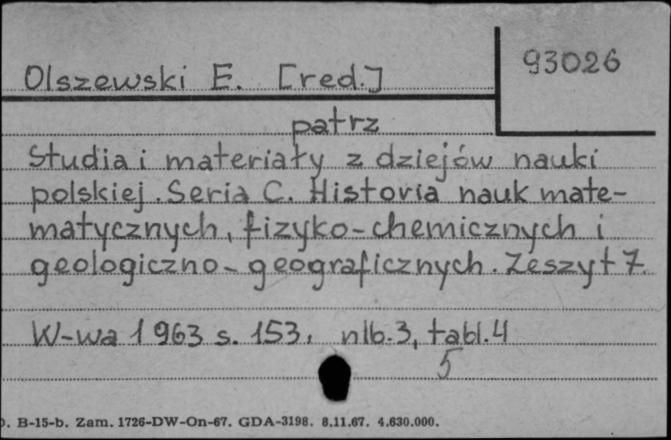 93026
Olszewski E. [red.]
patrz
Studia i materiały z dziejów nauki
polskiej. Seria C. Historia nauk mate-
matycznych, fizyko-chemicznych i
geologiczno-geograficznych. Zeszyt 7.
W-wa 1963 s. 153, nlb. 3, tabl. 4
5
. B-15-b. Zam. 1726-DW-On-67. GDA-3198. 8.11.67. 4.630.000.